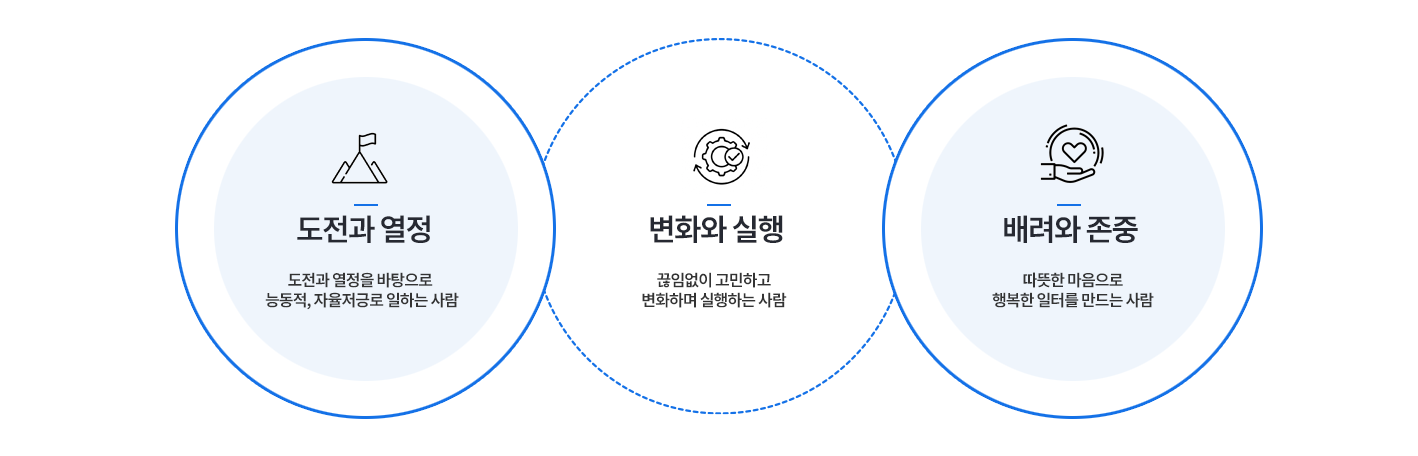 도전과 열정
도전과 열정을 바탕으로
능동적, 자율저긍로 일하는 사람
변화와 실행
끊임없이 고민하고
변화하며 실행하는 사람
배려와 존중
따뜻한 마음으로
행복한 일터를 만드는 사람